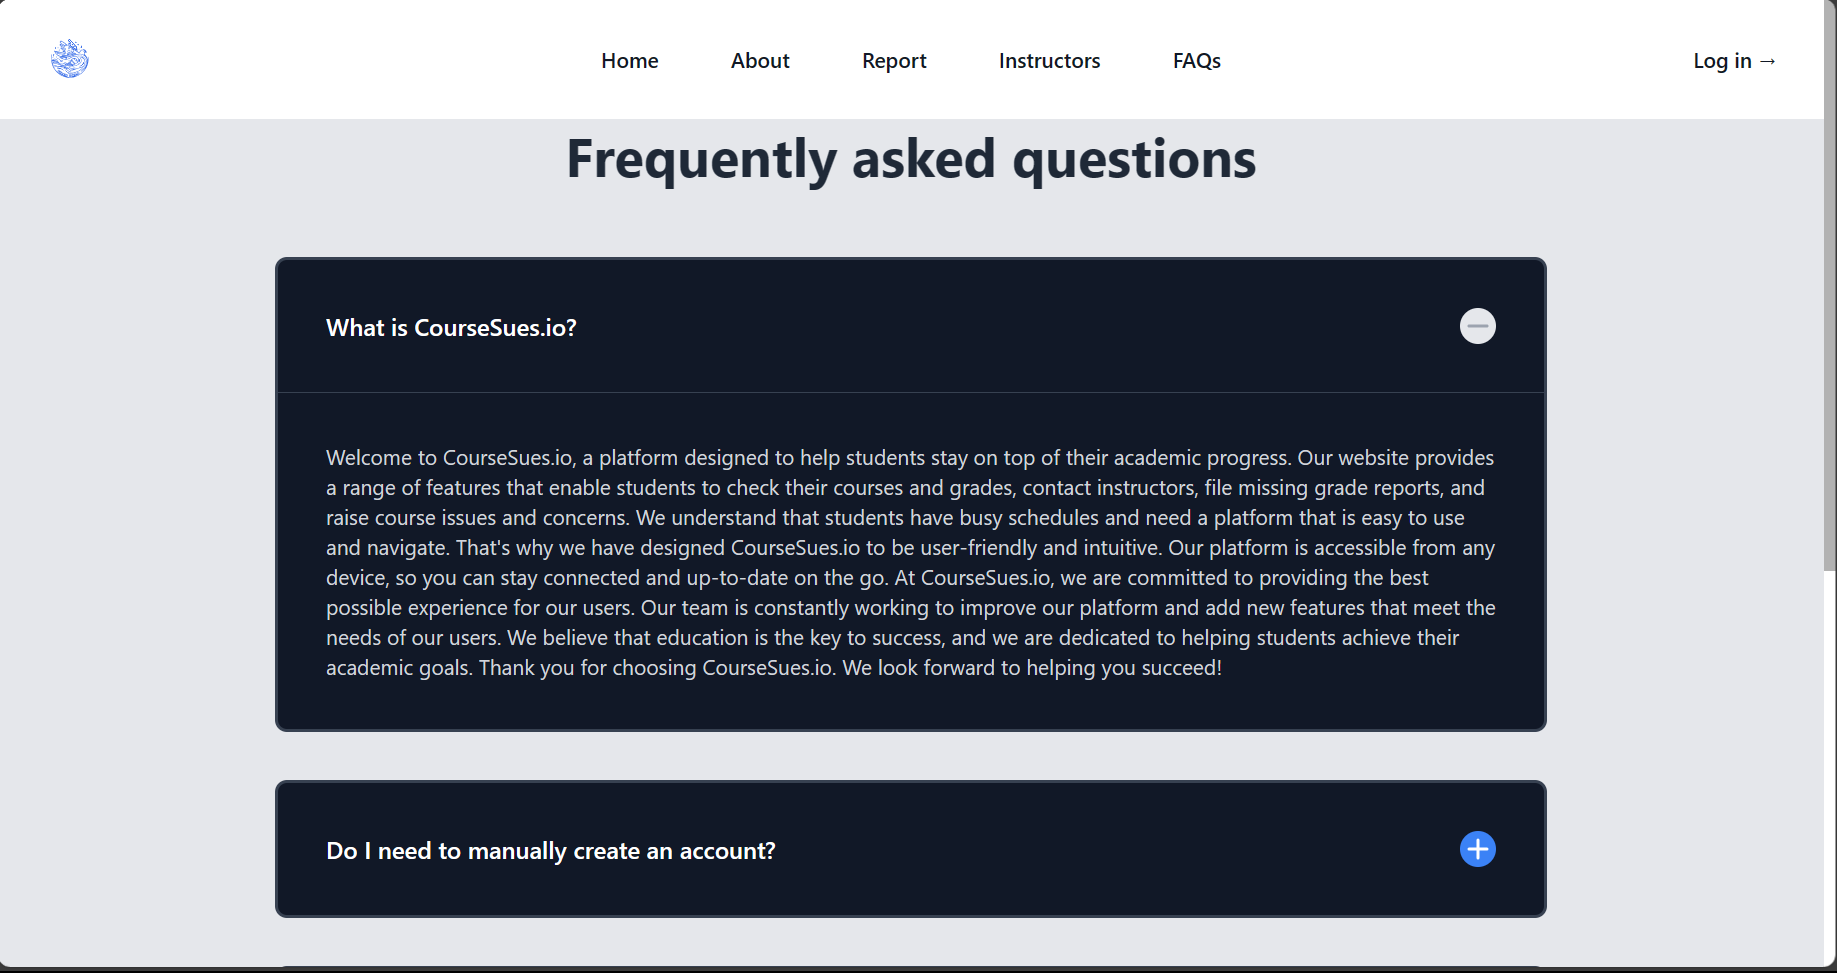 Home About Report Instructors FAQs Log in →
Frequently asked questions
What is CourseSues.io?
Welcome to CourseSues.io, a platform designed to help students stay on top of their academic progress. Our website provides
a range of features that enable students to check their courses and grades, contact instructors, file missing grade reports, and
raise course issues and concerns. We understand that students have busy schedules and need a platform that is easy to use
and navigate. That's why we have designed CourseSues.io to be user-friendly and intuitive. Our platform is accessible from any
device, so you can stay connected and up-to-date on the go. At CourseSues.io, we are committed to providing the best
possible experience for our users. Our team is constantly working to improve our platform and add new features that meet the
needs of our users. We believe that education is the key to success, and we are dedicated to helping students achieve their
academic goals. Thank you for choosing CourseSues.io. We look forward to helping you succeed!
Do I need to manually create an account?